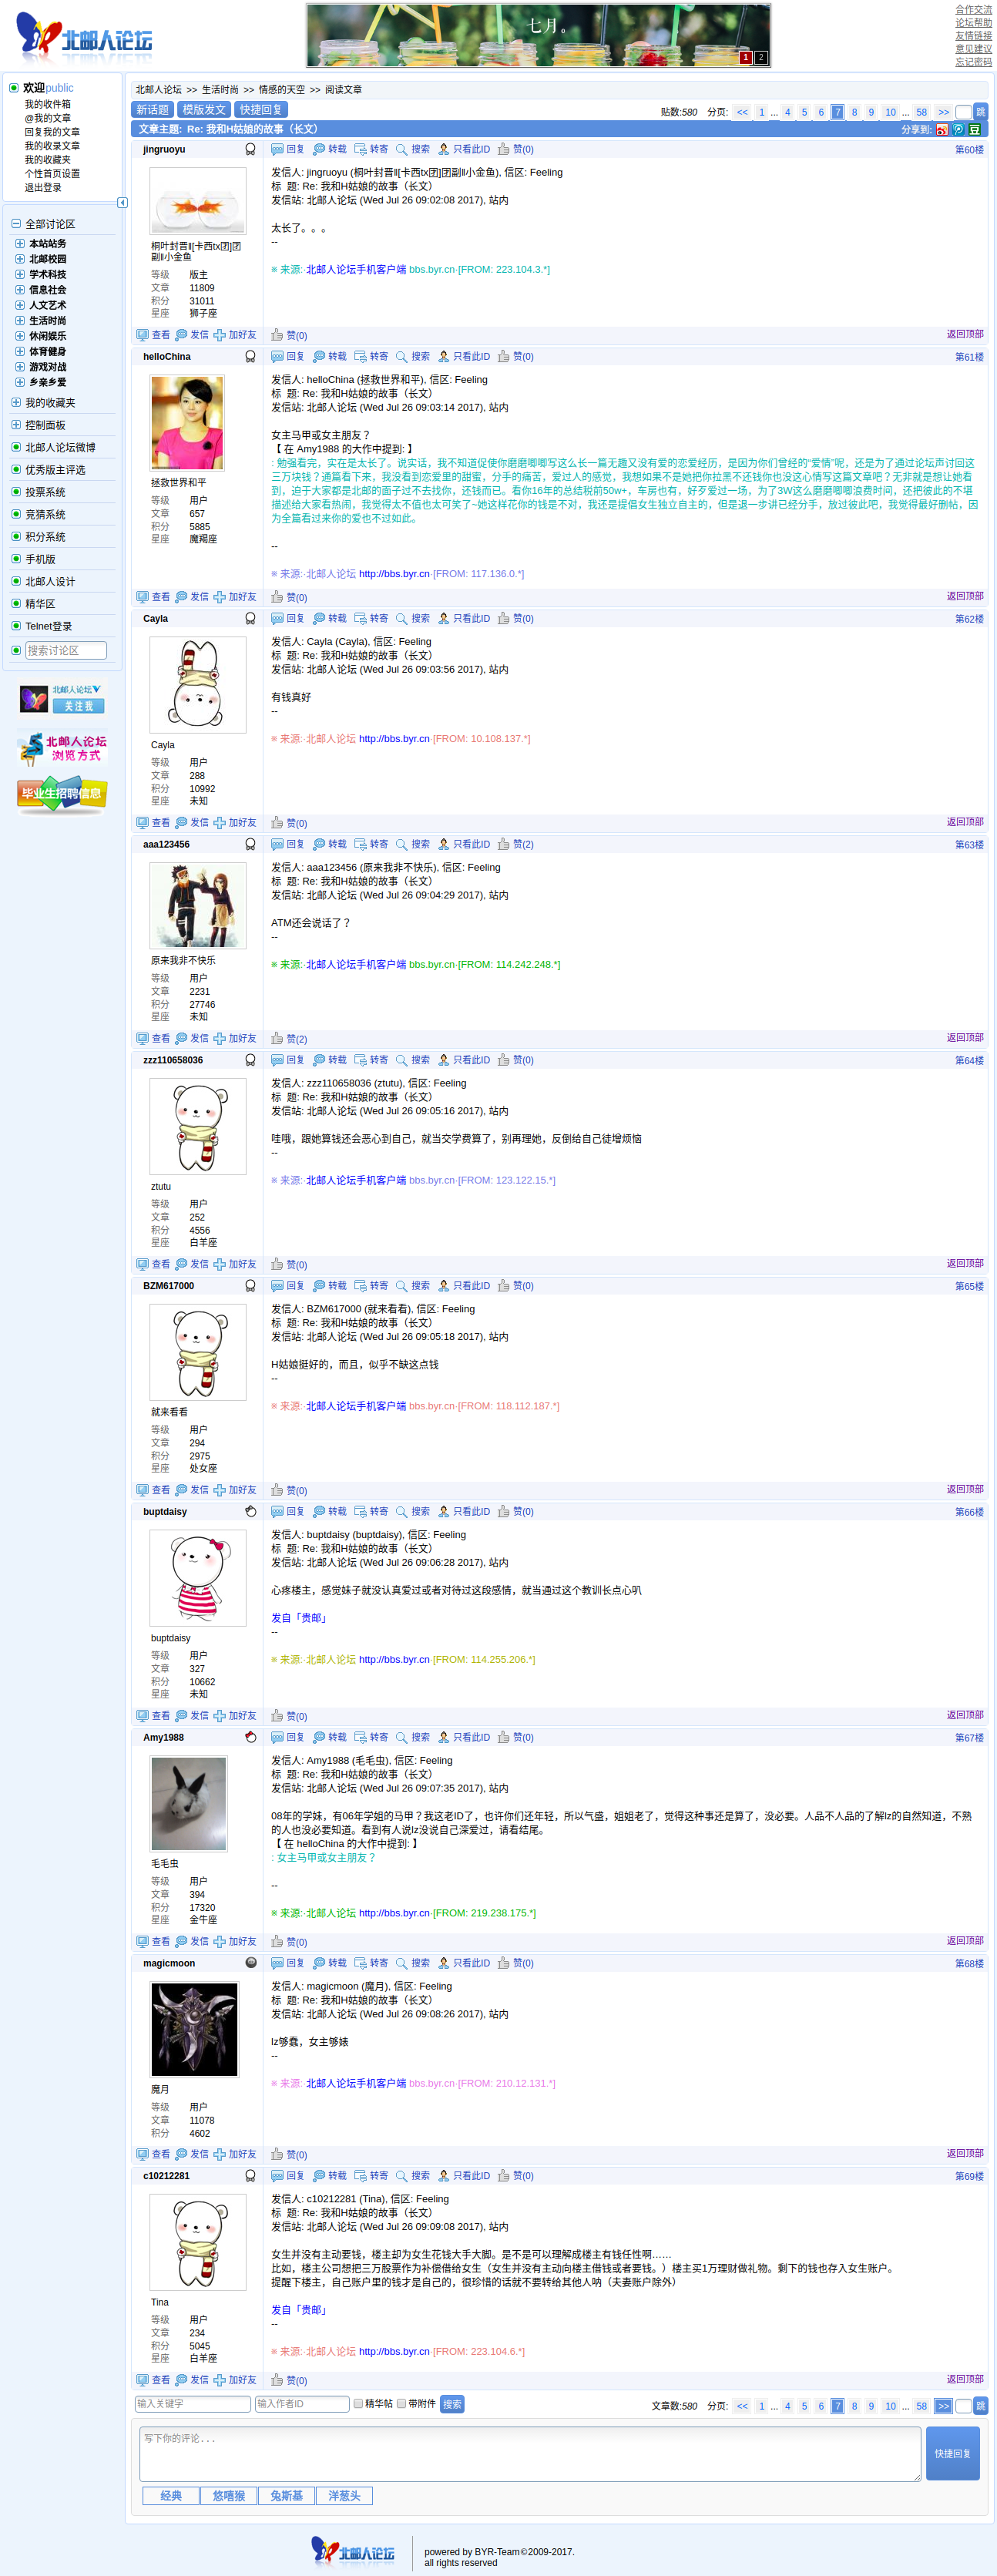 北邮人论坛
七月。
1 2
合作交流
论坛帮助
友情链接
意见建议
忘记密码
欢迎public
我的收件箱
@我的文章
回复我的文章
我的收录文章
我的收藏夹
个性首页设置
退出登录
全部讨论区
本站站务
北邮校园
学术科技
信息社会
人文艺术
生活时尚
休闲娱乐
体育健身
游戏对战
乡亲乡爱
我的收藏夹
控制面板
北邮人论坛微博
优秀版主评选
投票系统
竞猜系统
积分系统
手机版
北邮人设计
精华区
Telnet登录
搜索讨论区
北邮人论坛
关注我
北邮人论坛
浏览方式
毕业生招聘信息
北邮人论坛 >> 生活时尚 >> 情感的天空 >> 阅读文章
新话题 模版发文 快捷回复
贴数:580 分页: << 1 ... 4 5 6 7 8 9 10 ... 58 >> 跳
文章主题: Re: 我和H姑娘的故事（长文）
分享到:
jingruoyu
回复 转载 转寄 搜索 只看此ID 赞(0) 第60楼
桐叶封晋‖[卡西tx团]团副‖小金鱼
等级 版主
文章 11809
积分 31011
星座 狮子座
发信人: jingruoyu (桐叶封晋‖[卡西tx团]团副‖小金鱼), 信区: Feeling
标 题: Re: 我和H姑娘的故事（长文）
发信站: 北邮人论坛 (Wed Jul 26 09:02:08 2017), 站内
太长了。。。
--
※ 来源:·北邮人论坛手机客户端 bbs.byr.cn·[FROM: 223.104.3.*]
查看 发信 加好友 赞(0) 返回顶部
helloChina
回复 转载 转寄 搜索 只看此ID 赞(0) 第61楼
拯救世界和平
等级 用户
文章 657
积分 5885
星座 魔羯座
发信人: helloChina (拯救世界和平), 信区: Feeling
标 题: Re: 我和H姑娘的故事（长文）
发信站: 北邮人论坛 (Wed Jul 26 09:03:14 2017), 站内
女主马甲或女主朋友？
【 在 Amy1988 的大作中提到: 】
: 勉强看完，实在是太长了。说实话，我不知道促使你磨磨唧唧写这么长一篇无趣又没有爱的恋爱经历，是因为你们曾经的“爱情”呢，还是为了通过论坛声讨回这三万块钱？通篇看下来，我没看到恋爱里的甜蜜，分手的痛苦，爱过人的感觉，我想如果不是她把你拉黑不还钱你也没这心情写这篇文章吧？无非就是想让她看到，迫于大家都是北邮的面子过不去找你，还钱而已。看你16年的总结税前50w+，车房也有，好歹爱过一场，为了3W这么磨磨唧唧浪费时间，还把彼此的不堪描述给大家看热闹，我觉得太不值也太可笑了~她这样花你的钱是不对，我还是提倡女生独立自主的，但是退一步讲已经分手，放过彼此吧，我觉得最好删帖，因为全篇看过来你的爱也不过如此。
--
※ 来源:·北邮人论坛 http://bbs.byr.cn·[FROM: 117.136.0.*]
查看 发信 加好友 赞(0) 返回顶部
Cayla
回复 转载 转寄 搜索 只看此ID 赞(0) 第62楼
Cayla
等级 用户
文章 288
积分 10992
星座 未知
发信人: Cayla (Cayla), 信区: Feeling
标 题: Re: 我和H姑娘的故事（长文）
发信站: 北邮人论坛 (Wed Jul 26 09:03:56 2017), 站内
有钱真好
--
※ 来源:·北邮人论坛 http://bbs.byr.cn·[FROM: 10.108.137.*]
查看 发信 加好友 赞(0) 返回顶部
aaa123456
回复 转载 转寄 搜索 只看此ID 赞(2) 第63楼
原来我非不快乐
等级 用户
文章 2231
积分 27746
星座 未知
发信人: aaa123456 (原来我非不快乐), 信区: Feeling
标 题: Re: 我和H姑娘的故事（长文）
发信站: 北邮人论坛 (Wed Jul 26 09:04:29 2017), 站内
ATM还会说话了？
--
※ 来源:·北邮人论坛手机客户端 bbs.byr.cn·[FROM: 114.242.248.*]
查看 发信 加好友 赞(2) 返回顶部
zzz110658036
回复 转载 转寄 搜索 只看此ID 赞(0) 第64楼
ztutu
等级 用户
文章 252
积分 4556
星座 白羊座
发信人: zzz110658036 (ztutu), 信区: Feeling
标 题: Re: 我和H姑娘的故事（长文）
发信站: 北邮人论坛 (Wed Jul 26 09:05:16 2017), 站内
哇哦，跟她算钱还会恶心到自己，就当交学费算了，别再理她，反倒给自己徒增烦恼
--
※ 来源:·北邮人论坛手机客户端 bbs.byr.cn·[FROM: 123.122.15.*]
查看 发信 加好友 赞(0) 返回顶部
BZM617000
回复 转载 转寄 搜索 只看此ID 赞(0) 第65楼
就来看看
等级 用户
文章 294
积分 2975
星座 处女座
发信人: BZM617000 (就来看看), 信区: Feeling
标 题: Re: 我和H姑娘的故事（长文）
发信站: 北邮人论坛 (Wed Jul 26 09:05:18 2017), 站内
H姑娘挺好的，而且，似乎不缺这点钱
--
※ 来源:·北邮人论坛手机客户端 bbs.byr.cn·[FROM: 118.112.187.*]
查看 发信 加好友 赞(0) 返回顶部
buptdaisy
回复 转载 转寄 搜索 只看此ID 赞(0) 第66楼
buptdaisy
等级 用户
文章 327
积分 10662
星座 未知
发信人: buptdaisy (buptdaisy), 信区: Feeling
标 题: Re: 我和H姑娘的故事（长文）
发信站: 北邮人论坛 (Wed Jul 26 09:06:28 2017), 站内
心疼楼主，感觉妹子就没认真爱过或者对待过这段感情，就当通过这个教训长点心叭
发自「贵邮」
--
※ 来源:·北邮人论坛 http://bbs.byr.cn·[FROM: 114.255.206.*]
查看 发信 加好友 赞(0) 返回顶部
Amy1988
回复 转载 转寄 搜索 只看此ID 赞(0) 第67楼
毛毛虫
等级 用户
文章 394
积分 17320
星座 金牛座
发信人: Amy1988 (毛毛虫), 信区: Feeling
标 题: Re: 我和H姑娘的故事（长文）
发信站: 北邮人论坛 (Wed Jul 26 09:07:35 2017), 站内
08年的学妹，有06年学姐的马甲？我这老ID了，也许你们还年轻，所以气盛，姐姐老了，觉得这种事还是算了，没必要。人品不人品的了解lz的自然知道，不熟的人也没必要知道。看到有人说lz没说自己深爱过，请看结尾。
【 在 helloChina 的大作中提到: 】
: 女主马甲或女主朋友？
--
※ 来源:·北邮人论坛 http://bbs.byr.cn·[FROM: 219.238.175.*]
查看 发信 加好友 赞(0) 返回顶部
magicmoon
回复 转载 转寄 搜索 只看此ID 赞(0) 第68楼
魔月
等级 用户
文章 11078
积分 4602
发信人: magicmoon (魔月), 信区: Feeling
标 题: Re: 我和H姑娘的故事（长文）
发信站: 北邮人论坛 (Wed Jul 26 09:08:26 2017), 站内
lz够蠢，女主够婊
--
※ 来源:·北邮人论坛手机客户端 bbs.byr.cn·[FROM: 210.12.131.*]
查看 发信 加好友 赞(0) 返回顶部
c10212281
回复 转载 转寄 搜索 只看此ID 赞(0) 第69楼
Tina
等级 用户
文章 234
积分 5045
星座 白羊座
发信人: c10212281 (Tina), 信区: Feeling
标 题: Re: 我和H姑娘的故事（长文）
发信站: 北邮人论坛 (Wed Jul 26 09:09:08 2017), 站内
女生并没有主动要钱，楼主却为女生花钱大手大脚。是不是可以理解成楼主有钱任性啊……
比如，楼主公司想把三万股票作为补偿借给女生（女生并没有主动向楼主借钱或者要钱。）楼主买1万理财做礼物。剩下的钱也存入女生账户。
提醒下楼主，自己账户里的钱才是自己的，很珍惜的话就不要转给其他人呐（夫妻账户除外）
发自「贵邮」
--
※ 来源:·北邮人论坛 http://bbs.byr.cn·[FROM: 223.104.6.*]
查看 发信 加好友 赞(0) 返回顶部
输入关键字 输入作者ID 精华帖 带附件 搜索
文章数:580 分页: << 1 ... 4 5 6 7 8 9 10 ... 58 >> 跳
写下你的评论...
快捷回复
经典 悠嘻猴 兔斯基 洋葱头
北邮人论坛
powered by BYR-Team©2009-2017.
all rights reserved